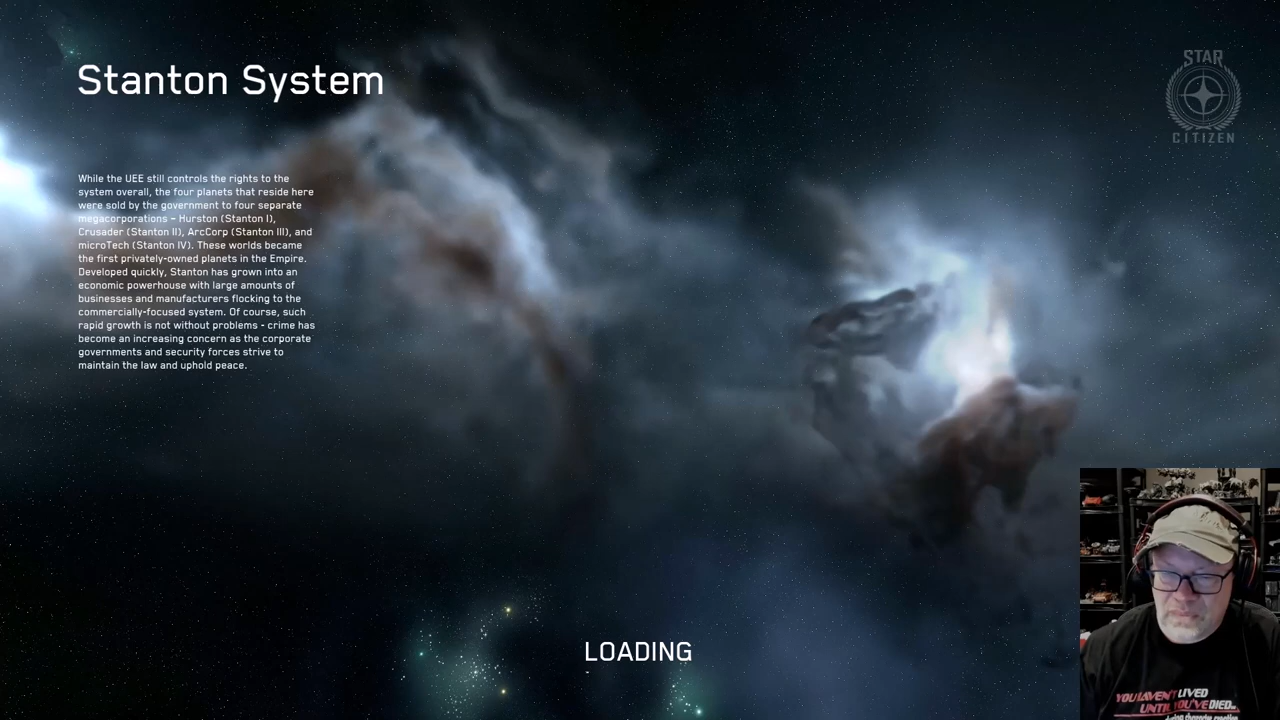 Stanton System
STAR
CITIZEN
While the UEE still controls the rights to the
system overall, the four planets that reside here
were sold by the government to four separate
megacorporations – Hurston (Stanton I),
Crusader (Stanton II), ArcCorp (Stanton III), and
microTech (Stanton IV). These worlds became
the first privately-owned planets in the Empire.
Developed quickly, Stanton has grown into an
economic powerhouse with large amounts of
businesses and manufacturers flocking to the
commercially-focused system. Of course, such
rapid growth is not without problems - crime has
become an increasing concern as the corporate
governments and security forces strive to
maintain the law and uphold peace.
LOADING
YOU HAVEN'T LIVED
UNTIL YOU'VE DIED...
during character creation